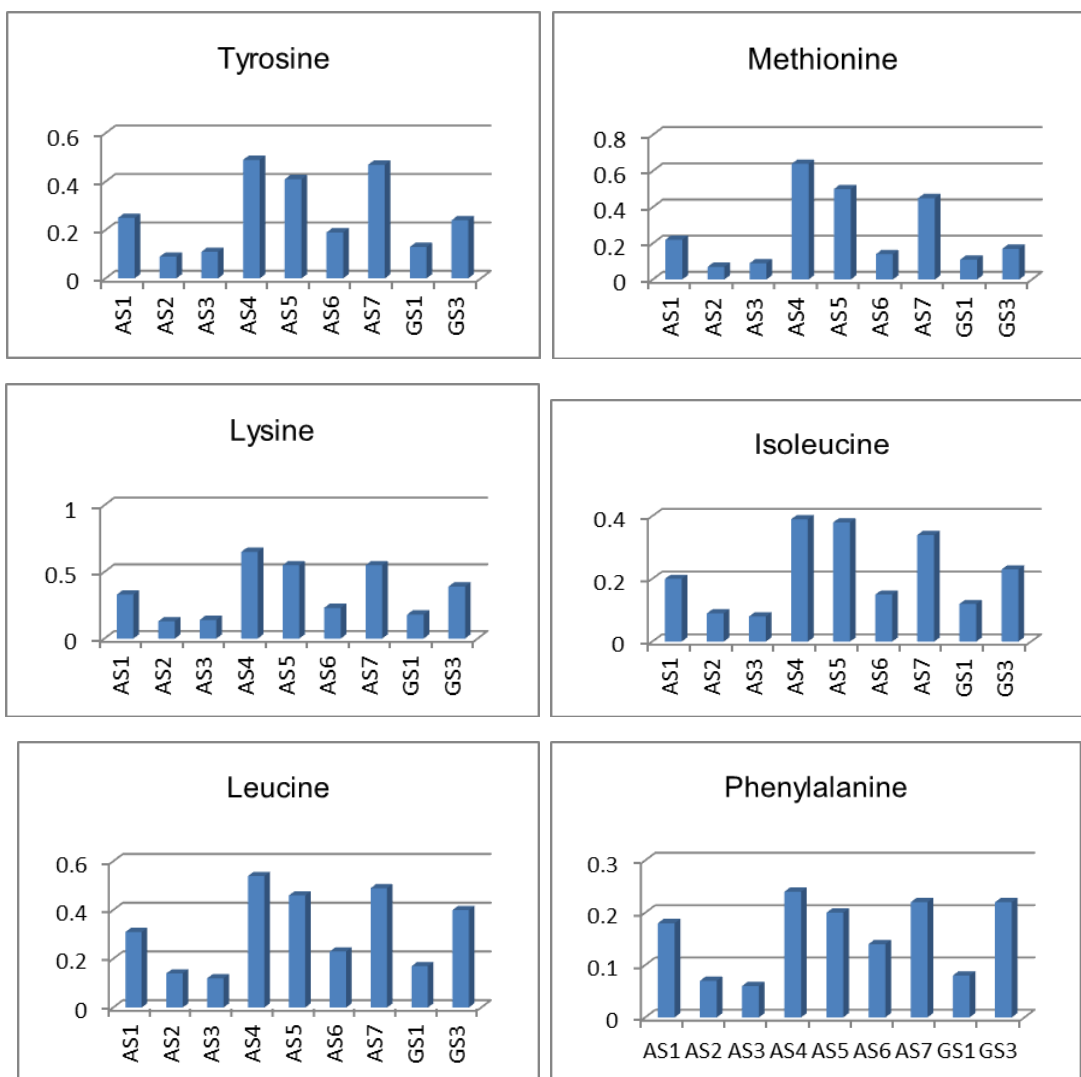 Tyrosine
0.6
0.4
0.2
0
AS1 AS2 AS3 AS4 AS5 AS6 AS7 GS1 GS3
Methionine
0.8
0.6
0.4
0.2
0
AS1 AS2 AS3 AS4 AS5 AS6 AS7 GS1 GS3
Lysine
1
0.5
0
AS1 AS2 AS3 AS4 AS5 AS6 AS7 GS1 GS3
Isoleucine
0.4
0.2
0
AS1 AS2 AS3 AS4 AS5 AS6 AS7 GS1 GS3
Leucine
0.6
0.4
0.2
0
AS1 AS2 AS3 AS4 AS5 AS6 AS7 GS1 GS3
Phenylalanine
0.3
0.2
0.1
0
AS1 AS2 AS3 AS4 AS5 AS6 AS7 GS1 GS3